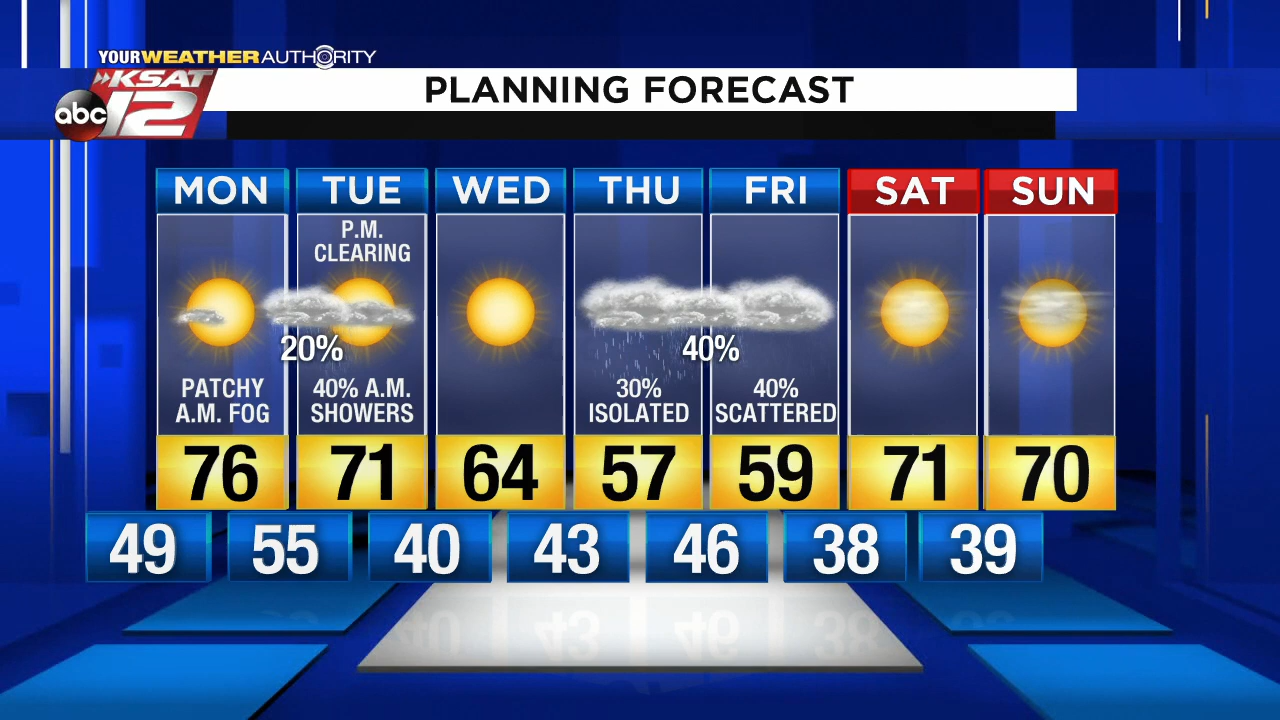 YOURWEATHERAUTHORITY
KSAT
abc 12
PLANNING FORECAST
MON TUE WED THU FRI SAT SUN
P.M.
CLEARING
20% 40%
PATCHY 40% A.M. 30% 40%
A.M. FOG SHOWERS ISOLATED SCATTERED
76 71 64 57 59 71 70
49 55 40 43 46 38 39